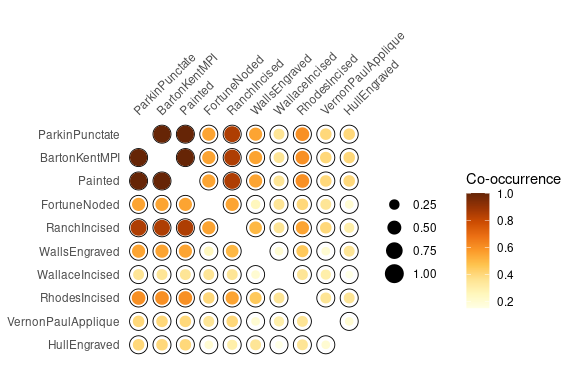 ParkinPunctate
BartonKentMPI
Painted
FortuneNoded
RanchIncised
WallsEngraved
WallaceIncised
RhodesIncised
VernonPaulApplique
HullEngraved
ParkinPunctate
BartonKentMPI
Painted
FortuneNoded
RanchIncised
WallsEngraved
WallaceIncised
RhodesIncised
VernonPaulApplique
HullEngraved
0.25
0.50
0.75
1.00
Co-occurrence
1.0
0.8
0.6
0.4
0.2